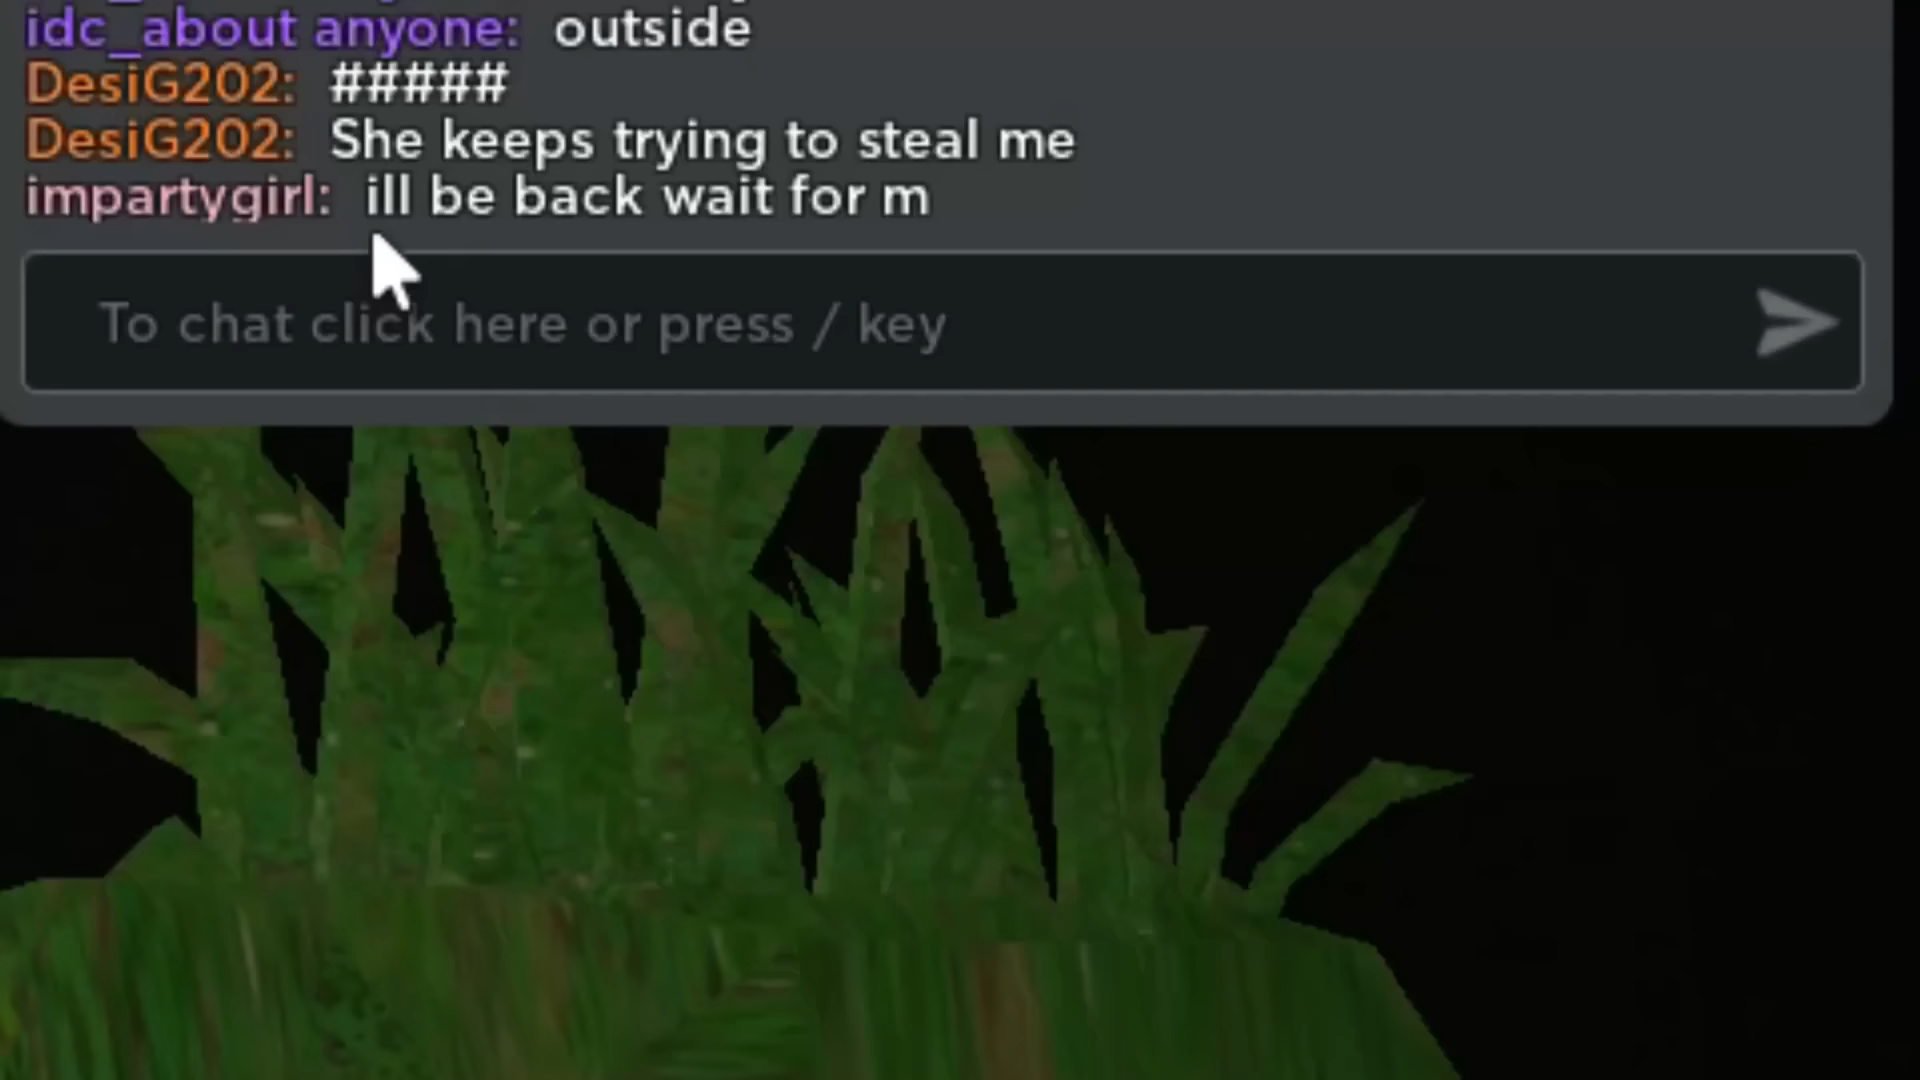 idc_about anyone: outside
DesiG202: #####
DesiG202: She keeps trying to steal me
impartygirl: ill be back wait for m
To chat click here or press / key